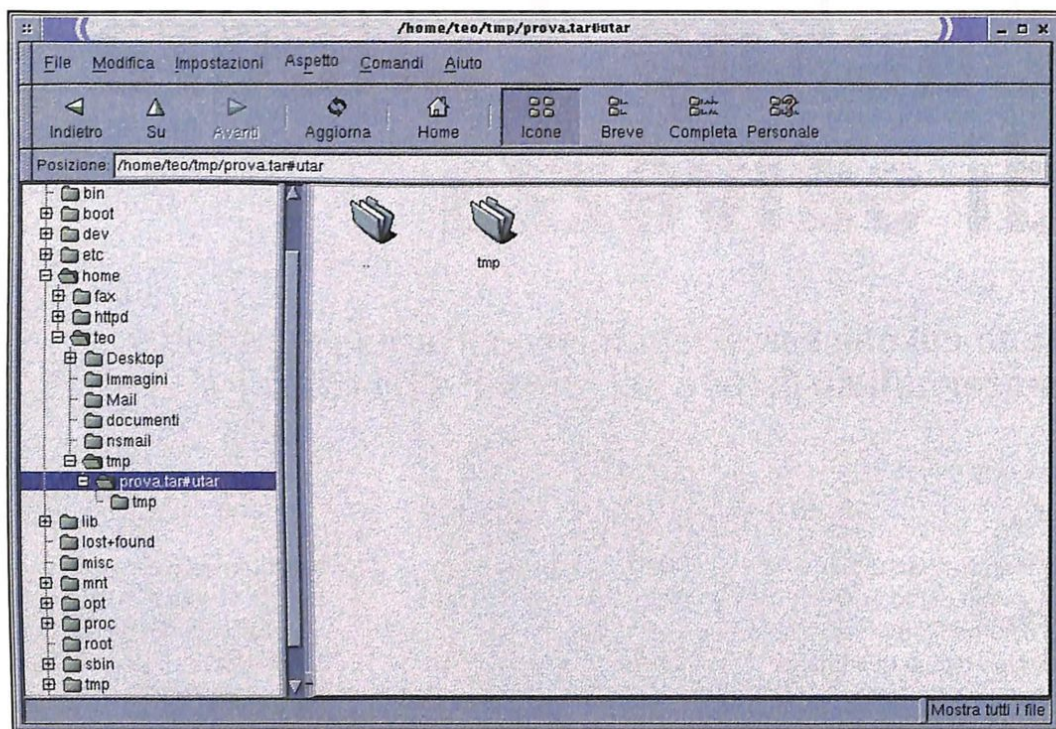 /home/teo/tmp/prova.tar#utar
File Modifica Impostazioni Aspetto Comandi Aiuto
Indietro Su Avanti Aggiorna Home Icone Breve Completa Personale
Posizione: /home/teo/tmp/prova.tar#utar
bin
boot
dev
etc
home
fax
httpd
teo
Desktop
Immagini
Mail
documenti
nsmail
tmp
prova.tar#utar
tmp
lib
lost+found
misc
mnt
opt
proc
root
sbin
tmp
..
tmp
Mostra tutti i file